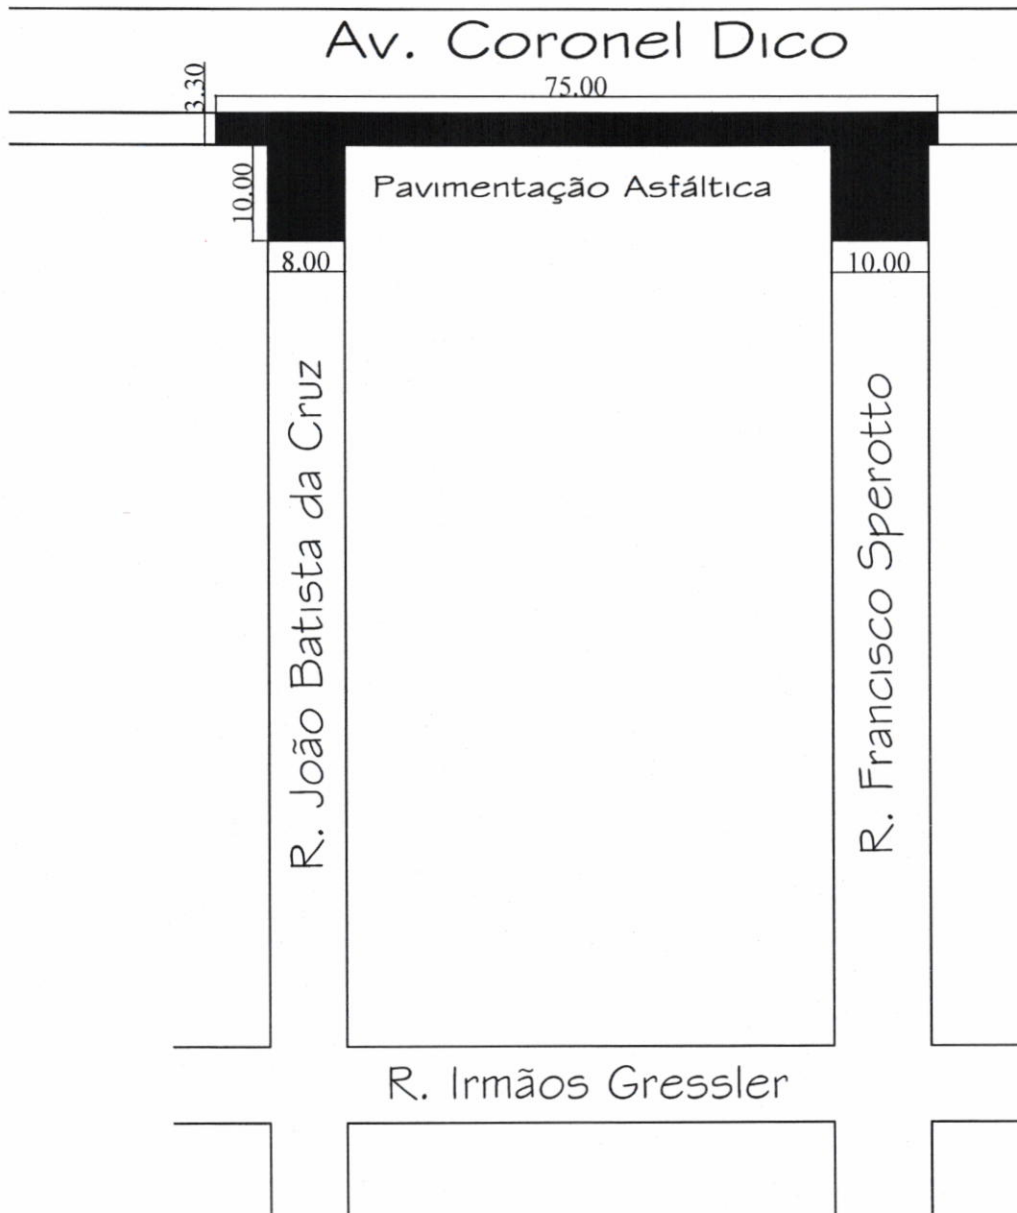 Av. Coronel Dico
3.30
75.00
10.00
Pavimentação Asfáltica
8.00
10.00
R. João Batista da Cruz
R. Francisco Sperotto
R. Irmãos Gressler